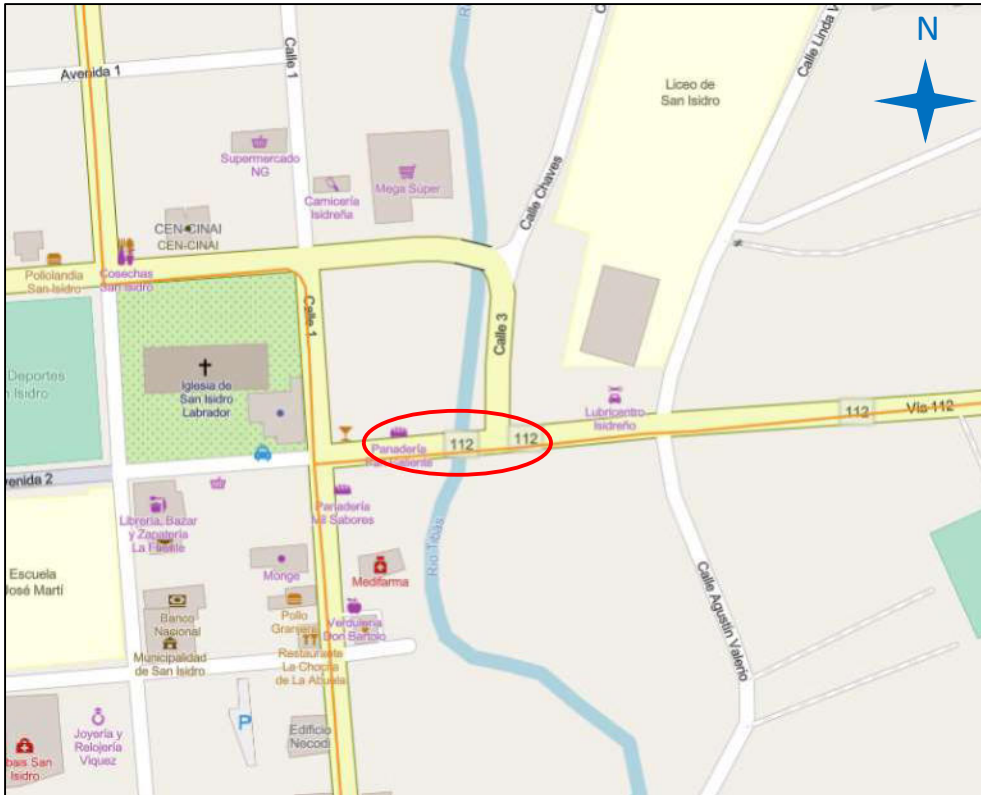 N
Avenida 1
Calle 1
Liceo de
San Isidro
Calle Linda
Supermercado
NG
Carnicería
Isidreña
Mega Súper
Calle Chaves
CEN-CINAI
CEN-CINAI
Pollolandia
San Isidro
Cosechas
San Isidro
Calle 1
Calle 3
Deportes
Isidro
Iglesia de
San Isidro
Labrador
Lubricentro
Isidreño
112
Vía 112
Panadería
112
112
Avenida 2
Panadería
Mil Sabores
Librería, Bazar
y Zapatería
La Fuente
Río Tibás
Escuela
José Martí
Monge
Medifarma
Calle Agustín Valerio
Banco
Nacional
Pollo
Granjero
Verdulería
Don Bartolo
Municipalidad
de San Isidro
Restaurante
La Chocita
de La Abuela
P
Joyería y
Relojería
Víquez
Edificio
Necodi
San
Isidro